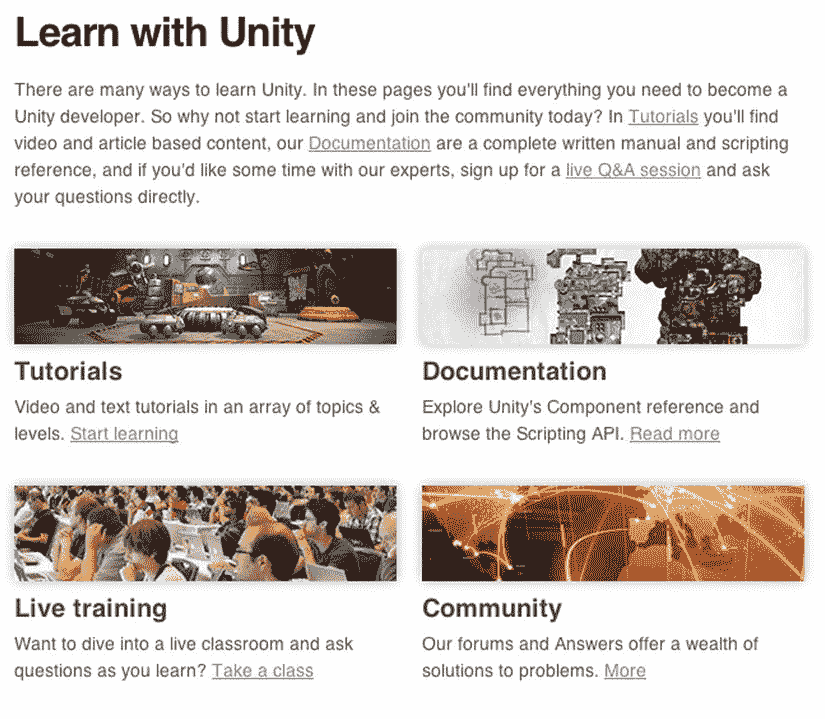 Learn with Unity
There are many ways to learn Unity. In these pages you'll find everything you need to become a
Unity developer. So why not start learning and join the community today? In Tutorials you'll find
video and article based content, our Documentation are a complete written manual and scripting
reference, and if you'd like some time with our experts, sign up for a live Q&A session and ask
your questions directly.
Tutorials
Video and text tutorials in an array of topics &
levels. Start learning
Documentation
Explore Unity's Component reference and
browse the Scripting API. Read more
Live training
Want to dive into a live classroom and ask
questions as you learn? Take a class
Community
Our forums and Answers offer a wealth of
solutions to problems. More